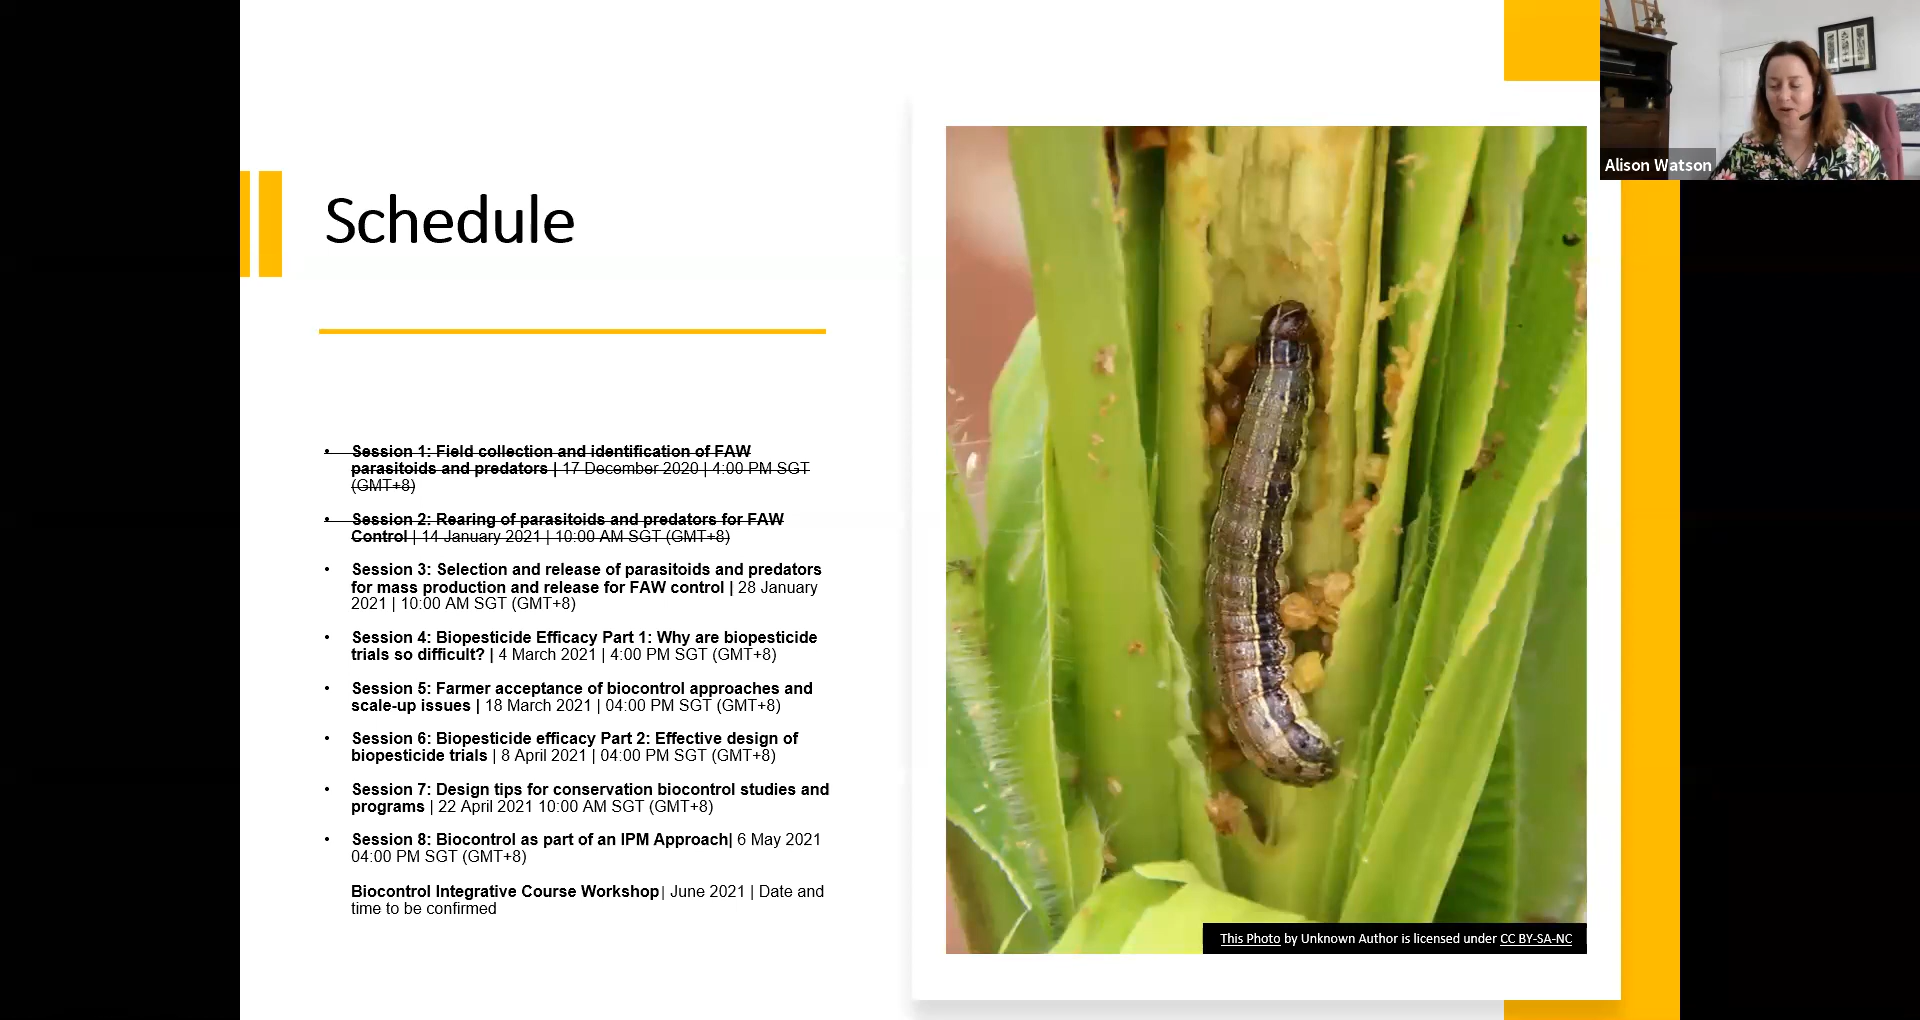 Alison Watson
Schedule
• Session 1: Field collection and identification of FAW
parasitoids and predators | 17 December 2020 | 4:00 PM SGT
(GMT+8)
• Session 2: Rearing of parasitoids and predators for FAW
Control | 14 January 2021 | 10:00 AM SGT (GMT+8)
• Session 3: Selection and release of parasitoids and predators
for mass production and release for FAW control | 28 January
2021 | 10:00 AM SGT (GMT+8)
• Session 4: Biopesticide Efficacy Part 1: Why are biopesticide
trials so difficult? | 4 March 2021 | 4:00 PM SGT (GMT+8)
• Session 5: Farmer acceptance of biocontrol approaches and
scale-up issues | 18 March 2021 | 04:00 PM SGT (GMT+8)
• Session 6: Biopesticide efficacy Part 2: Effective design of
biopesticide trials | 8 April 2021 | 04:00 PM SGT (GMT+8)
• Session 7: Design tips for conservation biocontrol studies and
programs | 22 April 2021 10:00 AM SGT (GMT+8)
• Session 8: Biocontrol as part of an IPM Approach| 6 May 2021
04:00 PM SGT (GMT+8)
Biocontrol Integrative Course Workshop| June 2021 | Date and
time to be confirmed
This Photo by Unknown Author is licensed under CC BY-SA-NC